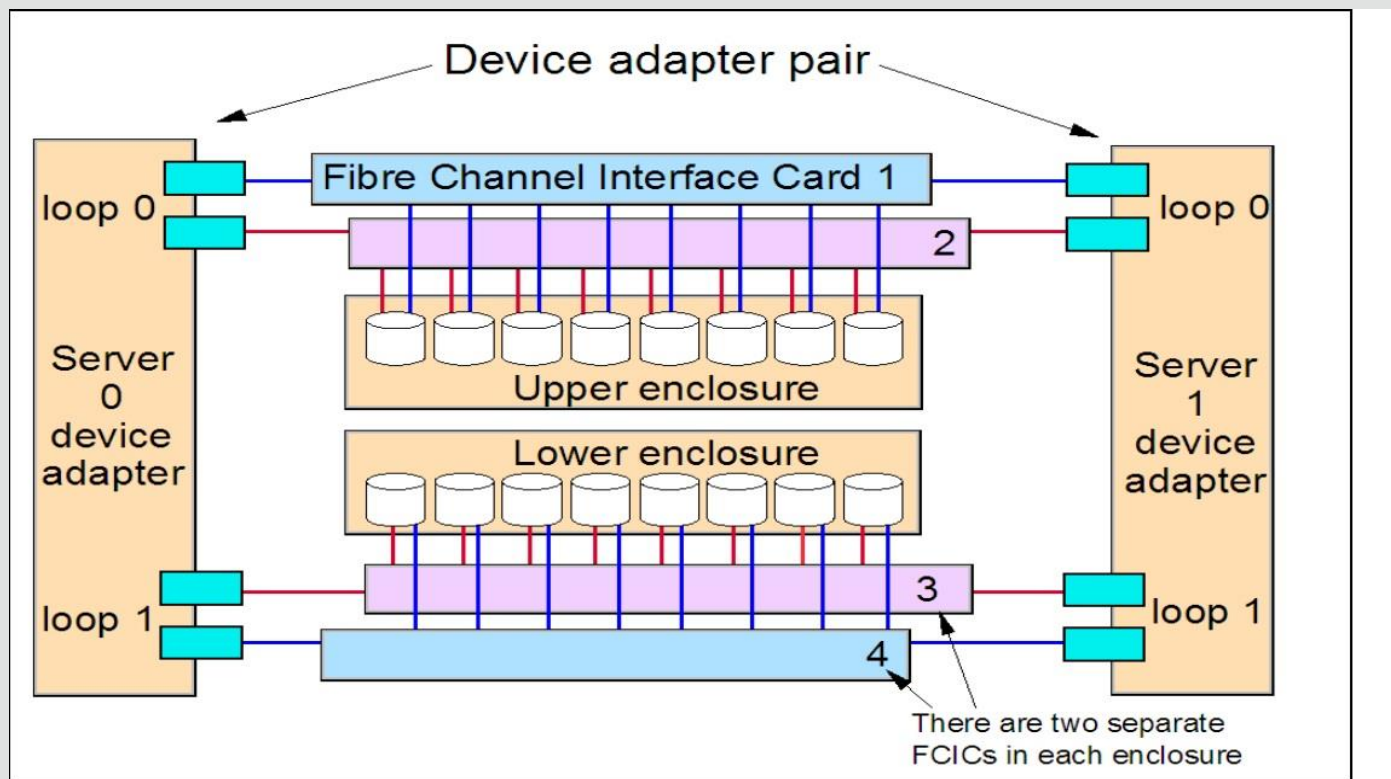 Device adapter pair
Fibre Channel Interface Card 1
loop 0
2
loop 0
Server
0
device
adapter
Upper enclosure
Server
1
device
adapter
Lower enclosure
loop 1
3
loop 1
4
There are two separate
FCICs in each enclosure